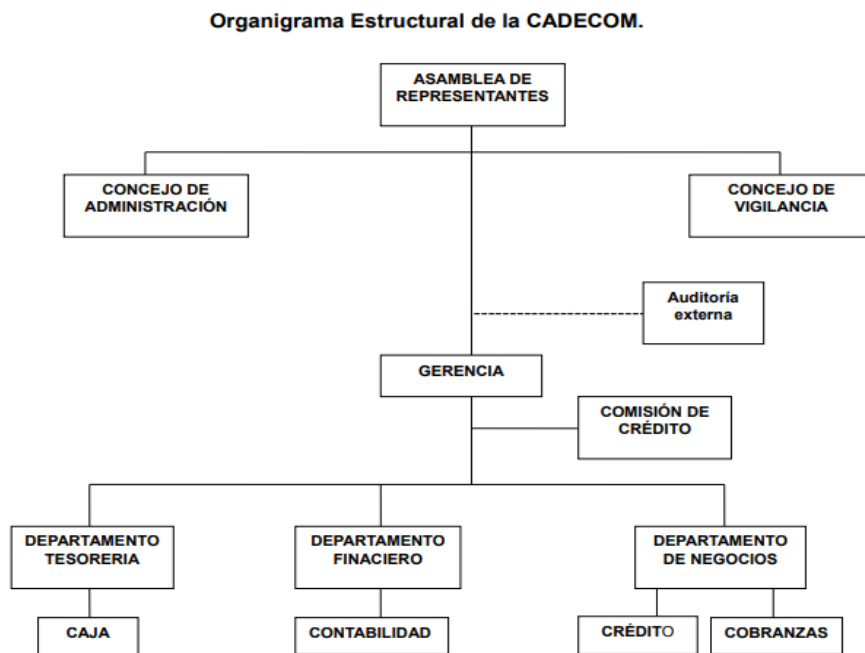 Organigrama Estructural de la CADECOM.
ASAMBLEA DE
REPRESENTANTES
CONCEJO DE
ADMINISTRACIÓN
CONCEJO DE
VIGILANCIA
Auditoría
externa
GERENCIA
COMISIÓN DE
CRÉDITO
DEPARTAMENTO
TESORERIA
DEPARTAMENTO
FINACIERO
DEPARTAMENTO
DE NEGOCIOS
CAJA
CONTABILIDAD
CRÉDITO
COBRANZAS